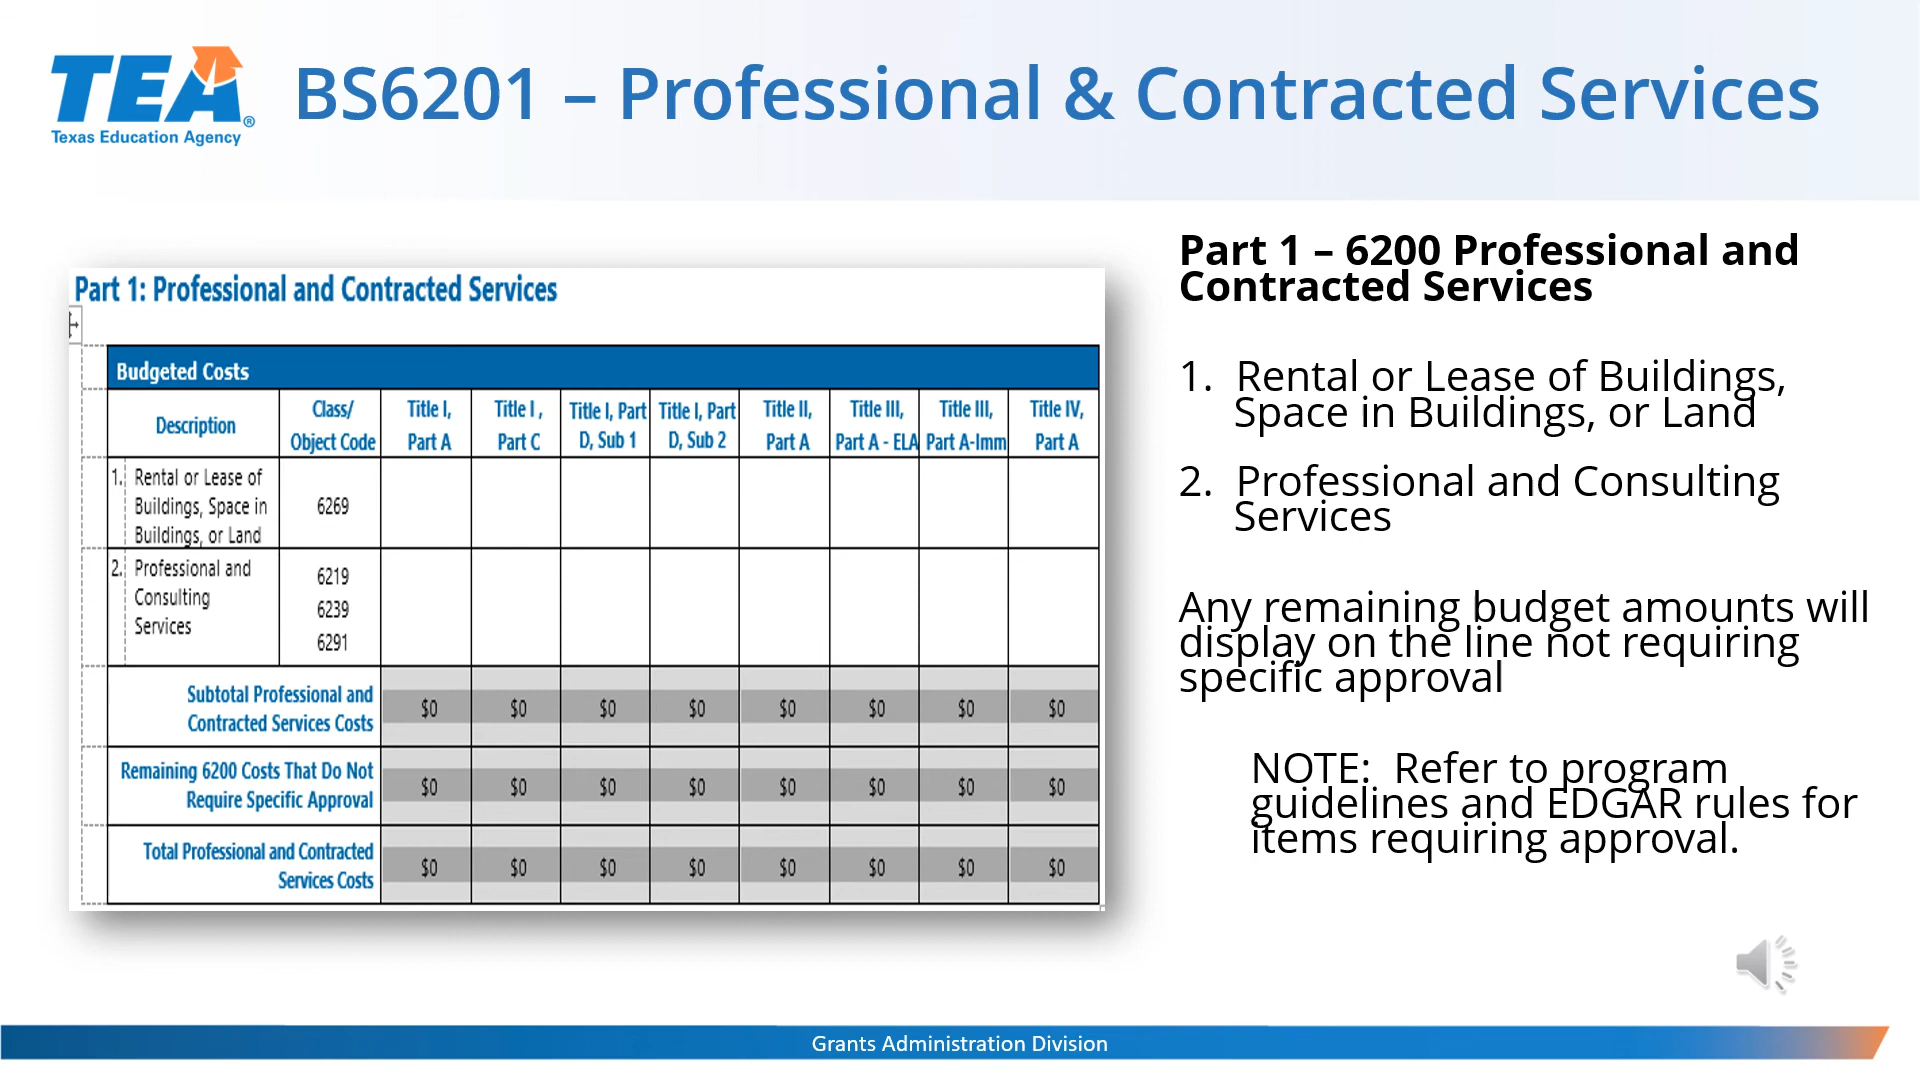 TEA®
Texas Education Agency
BS6201 – Professional & Contracted Services
Part 1: Professional and Contracted Services
Budgeted Costs
Description
Class/
Object Code
Title I,
Part A
Title I ,
Part C
Title I, Part
D, Sub 1
Title I, Part
D, Sub 2
Title II,
Part A
Title III,
Part A - ELA
Title III,
Part A-Imm
Title IV,
Part A
1. Rental or Lease of
Buildings, Space in
Buildings, or Land
6269
2. Professional and
Consulting
Services
6219
6239
6291
Subtotal Professional and
Contracted Services Costs
$0 $0 $0 $0 $0 $0 $0 $0
Remaining 6200 Costs That Do Not
Require Specific Approval
$0 $0 $0 $0 $0 $0 $0 $0
Total Professional and Contracted
Services Costs
$0 $0 $0 $0 $0 $0 $0 $0
Part 1 – 6200 Professional and
Contracted Services
1. Rental or Lease of Buildings,
Space in Buildings, or Land
2. Professional and Consulting
Services
Any remaining budget amounts will
display on the line not requiring
specific approval
NOTE: Refer to program
guidelines and EDGAR rules for
items requiring approval.
Grants Administration Division